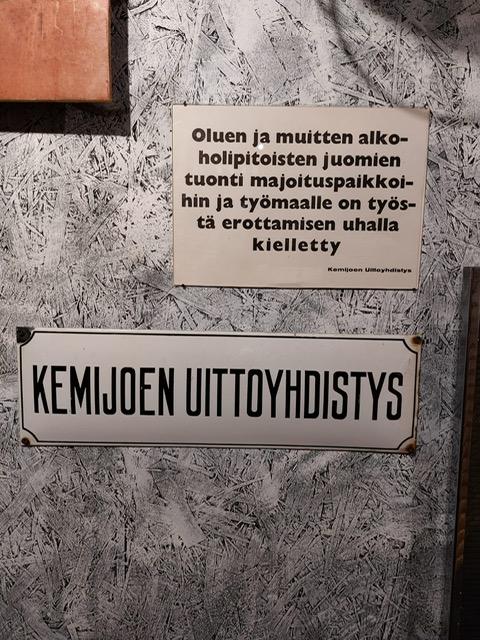 Oluen ja muitten alko-
holipitoisten juomien
tuonti majoituspaikkoi-
hin ja työmaalle on työs-
tä erottamisen uhalla
kielletty
Kemijoen Uittoyhdistys
KEMIJOEN UITTOYHDISTYS